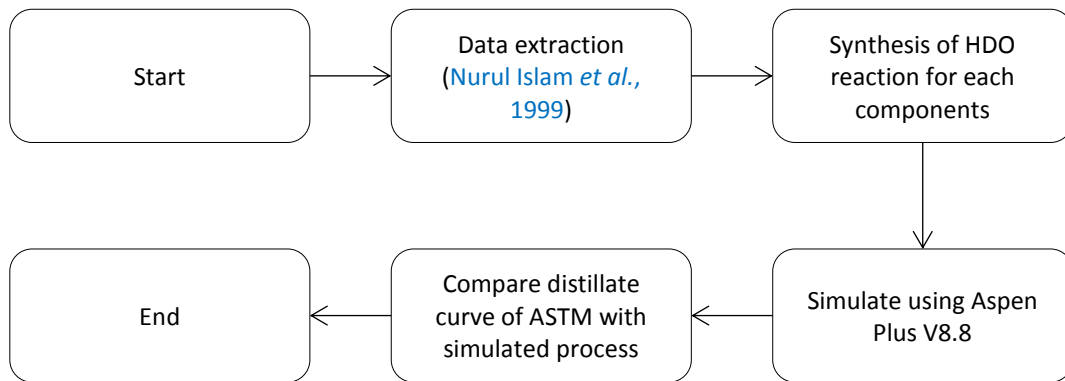 Start
Data extraction
(Nurul Islam et al.,
1999)
Synthesis of HDO
reaction for each
components
Simulate using Aspen
Plus V8.8
Compare distillate
curve of ASTM with
simulated process
End